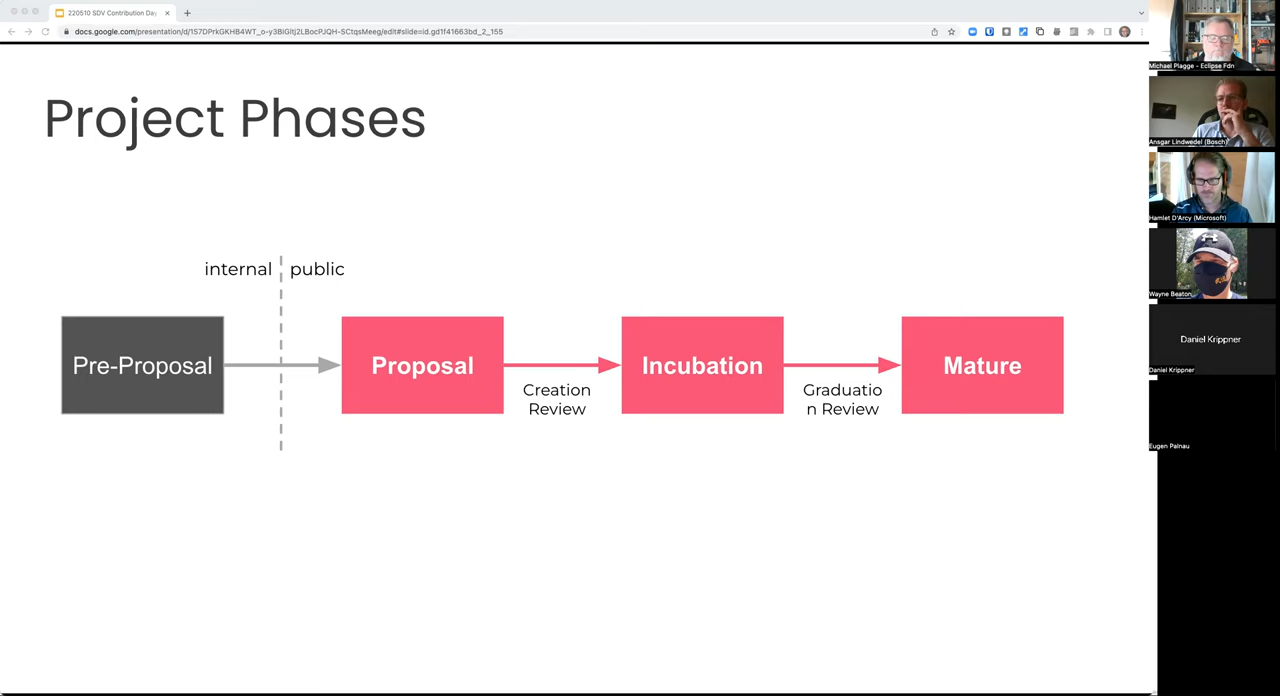 220510 SDV Contribution Day
docs.google.com/presentation/d/1S7DPrkGKHB4WT_o-y3BiGltj2LBocPJQH-SCtqsMeeg/edit#slide=id.gd1f41663bd_2_155
Project Phases
internal
public
Pre-Proposal
Proposal
Creation
Review
Incubation
Graduatio
n Review
Mature
Michael Plagge - Eclipse Fdn
Ansgar Lindwedel (Bosch)
Hamlet D'Arcy (Microsoft)
Wayne Beaton
Daniel Krippner
Daniel Krippner
Eugen Palnau